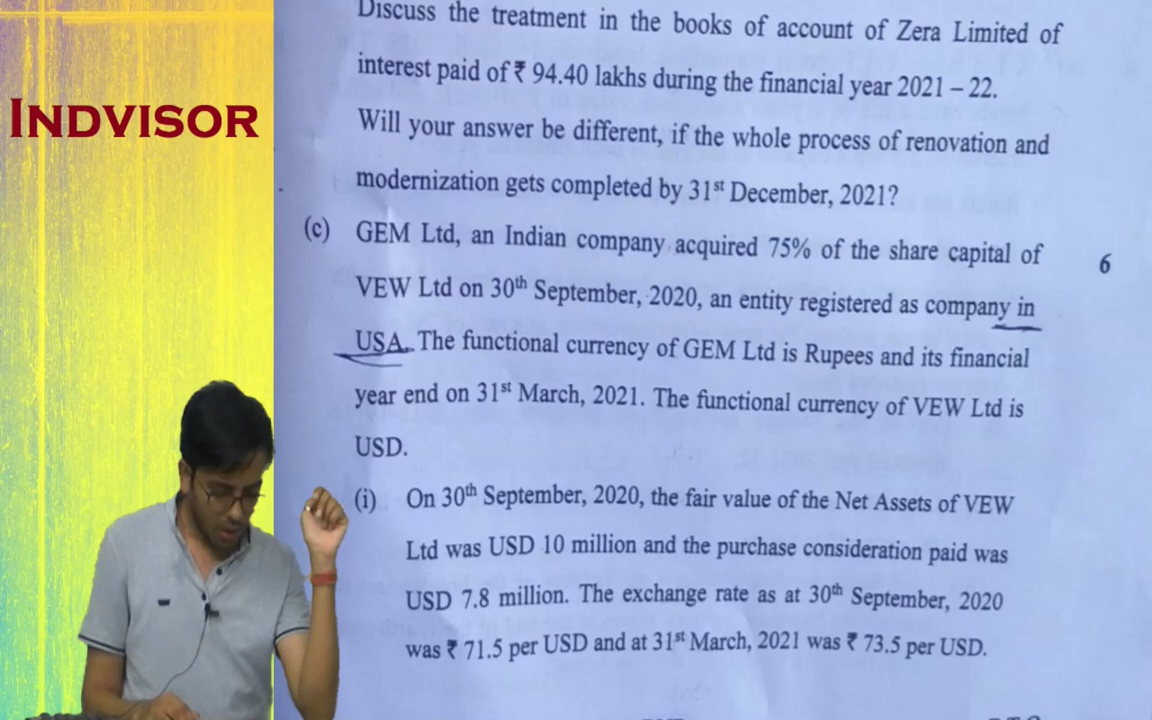 INDVISOR
Discuss the treatment in the books of account of Zera Limited of
interest paid of ₹ 94.40 lakhs during the financial year 2021 – 22.
Will your answer be different, if the whole process of renovation and
modernization gets completed by 31st December, 2021?
(c) GEM Ltd, an Indian company acquired 75% of the share capital of 6
VEW Ltd on 30th September, 2020, an entity registered as company in
USA. The functional currency of GEM Ltd is Rupees and its financial
year end on 31st March, 2021. The functional currency of VEW Ltd is
USD.
(i) On 30th September, 2020, the fair value of the Net Assets of VEW
Ltd was USD 10 million and the purchase consideration paid was
USD 7.8 million. The exchange rate as at 30th September, 2020
was ₹ 71.5 per USD and at 31st March, 2021 was ₹ 73.5 per USD.